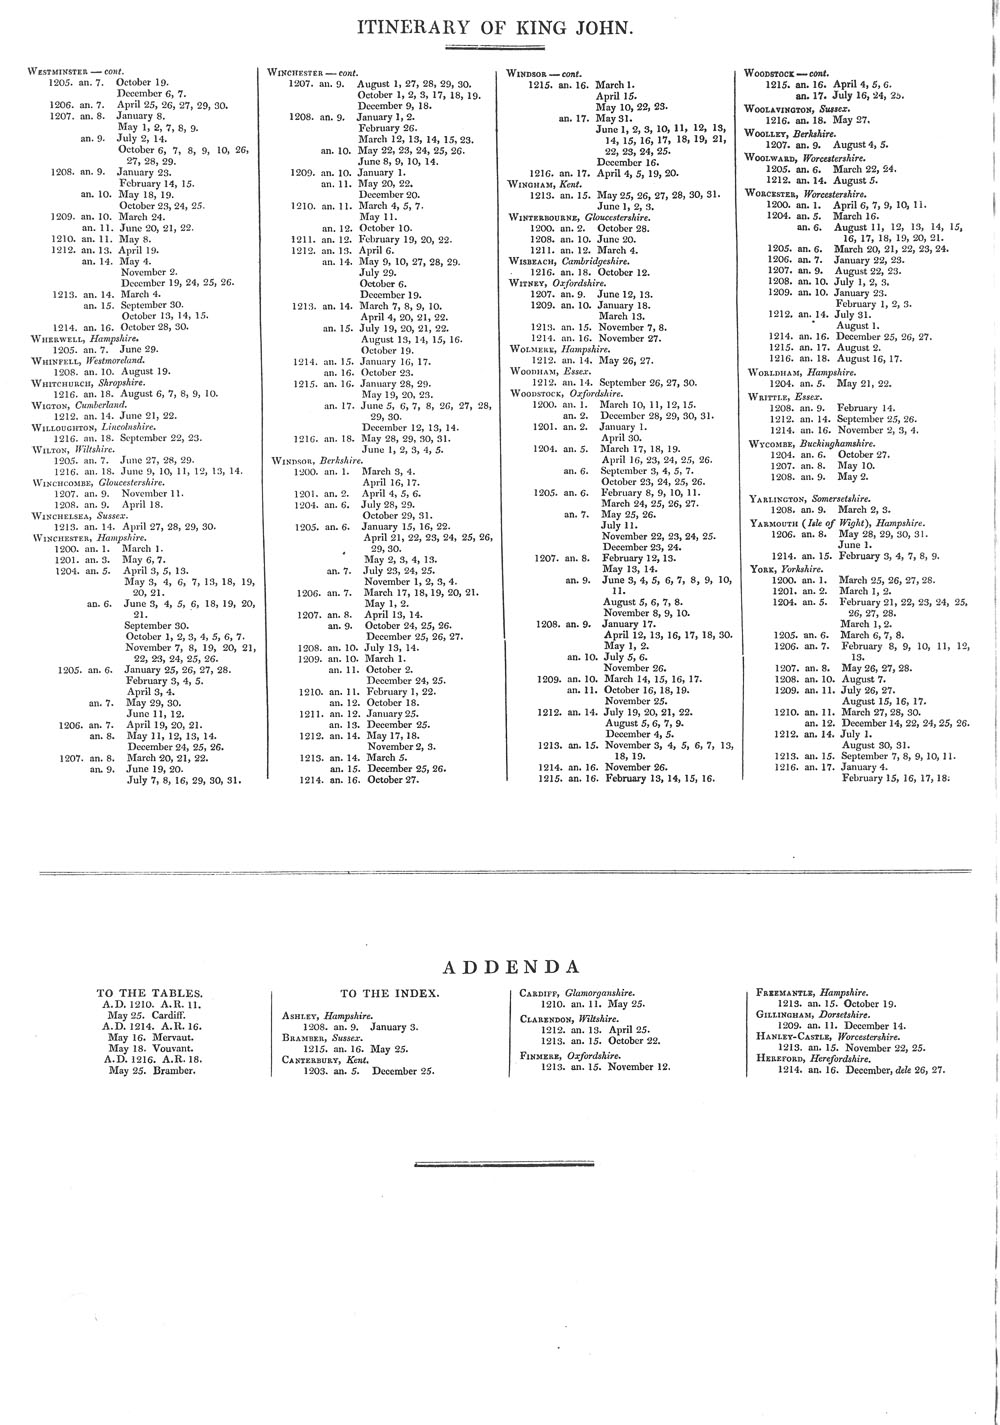 ITINERARY OF KING JOHN.
WESTMINSTER — cont.
1205. an. 7. October 19.
December 6, 7.
1206. an. 7. April 25, 26, 27, 29, 30.
1207. an. 8. January 8.
May 1, 2, 7, 8, 9.
an. 9. July 2, 14.
October 6, 7, 8, 9, 10, 26,
27, 28, 29.
1208. an. 9. January 23.
February 14, 15.
an. 10. May 18, 19.
October 23, 24, 25.
1209. an. 10. March 24.
an. 11. June 20, 21, 22.
1210. an. 11. May 8.
1212. an. 13. April 19.
an. 14. May 4.
November 2.
December 19, 24, 25, 26.
1213. an. 14. March 4.
an. 15. September 30.
October 13, 14, 15.
1214. an. 16. October 28, 30.
WHERWELL, Hampshire.
1205. an. 7. June 29.
WHINFELL, Westmoreland.
1208. an. 10. August 19.
WHITCHURCH, Shropshire.
1216. an. 18. August 6, 7, 8, 9, 10.
WIGTON, Cumberland.
1212. an. 14. June 21, 22.
WILLOUGHTON, Lincolnshire.
1216. an. 18. September 22, 23.
WILTON, Wiltshire.
1205. an. 7. June 27, 28, 29.
1216. an. 18. June 9, 10, 11, 12, 13, 14.
WINCHCOMBE, Gloucestershire.
1207. an. 9. November 11.
1208. an. 9. April 18.
WINCHELSEA, Sussex.
1213. an. 14. April 27, 28, 29, 30.
WINCHESTER, Hampshire.
1200. an. 1. March 1.
1201. an. 3. May 6, 7.
1204. an. 5. April 3, 5, 13.
May 3, 4, 6, 7, 13, 18, 19,
20, 21.
an. 6. June 3, 4, 5, 6, 18, 19, 20,
21.
September 30.
October 1, 2, 3, 4, 5, 6, 7.
November 7, 8, 19, 20, 21,
22, 23, 24, 25, 26.
1205. an. 6. January 25, 26, 27, 28.
February 3, 4, 5.
April 3, 4.
an. 7. May 29, 30.
June 11, 12.
1206. an. 7. April 19, 20, 21.
an. 8. May 11, 12, 13, 14.
December 24, 25, 26.
1207. an. 8. March 20, 21, 22.
an. 9. June 19, 20.
July 7, 8, 16, 29, 30, 31.
WINCHESTER — cont.
1207. an. 9. August 1, 27, 28, 29, 30.
October 1, 2, 3, 17, 18, 19.
December 9, 18.
1208. an. 9. January 1, 2.
February 26.
March 12, 13, 14, 15, 23.
an. 10. May 22, 23, 24, 25, 26.
June 8, 9, 10, 14.
1209. an. 10. January 1.
an. 11. May 20, 22.
1210. an. 11. March 4, 5, 7.
May 11.
an. 12. October 10.
1211. an. 12. February 19, 20, 22.
1212. an. 13. April 6.
an. 14. May 9, 10, 27, 28, 29.
July 29.
October 6.
December 19.
1213. an. 14. March 7, 8, 9, 10.
April 4, 20, 21, 22.
an. 15. July 19, 20, 21, 22.
August 13, 14, 15, 16.
October 19.
1214. an. 15. January 16, 17.
an. 16. October 23.
1215. an. 16. January 28, 29.
May 19, 20, 23.
an. 17. June 5, 6, 7, 8, 26, 27, 28,
29, 30.
December 12, 13, 14.
1216. an. 18. May 28, 29, 30, 31.
June 1, 2, 3, 4, 5.
WINDSOR, Berkshire.
1200. an. 1. March 3, 4.
April 16, 17.
1201. an. 2. April 4, 5, 6.
1204. an. 6. July 28, 29.
October 29, 31.
1205. an. 6. January 15, 16, 22.
April 21, 22, 23, 24, 25, 26,
29, 30.
May 2, 3, 4, 13.
an. 7. July 23, 24, 25.
November 1, 2, 3, 4.
1206. an. 7. March 17, 18, 19, 20, 21.
May 1, 2.
1207. an. 8. April 13, 14.
an. 9. October 24, 25, 26.
December 25, 26, 27.
1208. an. 10. July 13, 14.
1209. an. 10. March 1.
an. 11. October 2.
December 24, 25.
1210. an. 11. February 1, 22.
an. 12. October 18.
1211. an. 12. January 25.
an. 13. December 25.
1212. an. 14. May 17, 18.
November 2, 3.
1213. an. 14. March 5.
an. 15. December 25, 26.
1214. an. 16. October 27.
WINDSOR — cont.
1215. an. 16. March 1.
April 15.
May 10, 22, 23.
an. 17. May 31.
June 1, 2, 3, 10, 11, 12, 13,
14, 15, 16, 17, 18, 19, 21,
22, 23, 24, 25.
December 16.
1216. an. 17. April 4, 5, 19, 20.
WINGHAM, Kent.
1213. an. 15. May 25, 26, 27, 28, 30, 31.
June 1, 2, 3.
WINTERBOURNE, Gloucestershire.
1200. an. 2. October 28.
1208. an. 10. June 20.
1211. an. 12. March 4.
WISBEACH, Cambridgeshire.
1216. an. 18. October 12.
WITNEY, Oxfordshire.
1207. an. 9. June 12, 13.
1209. an. 10. January 18.
March 13.
1213. an. 15. November 7, 8.
1214. an. 16. November 27.
WOLMERE, Hampshire.
1212. an. 14. May 26, 27.
WOODHAM, Essex.
1212. an. 14. September 26, 27, 30.
WOODSTOCK, Oxfordshire.
1200. an. 1. March 10, 11, 12, 15.
an. 2. December 28, 29, 30, 31.
1201. an. 2. January 1.
April 30.
1204. an. 5. March 17, 18, 19.
April 16, 23, 24, 25, 26.
an. 6. September 3, 4, 5, 7.
October 23, 24, 25, 26.
1205. an. 6. February 8, 9, 10, 11.
March 24, 25, 26, 27.
an. 7. May 25, 26.
July 11.
November 22, 23, 24, 25.
December 23, 24.
1207. an. 8. February 12, 13.
May 13, 14.
an. 9. June 3, 4, 5, 6, 7, 8, 9, 10,
11.
August 5, 6, 7, 8.
November 8, 9, 10.
1208. an. 9. January 17.
April 12, 13, 16, 17, 18, 30.
May 1, 2.
an. 10. July 5, 6.
November 26.
1209. an. 10. March 14, 15, 16, 17.
an. 11. October 16, 18, 19.
November 25.
1212. an. 14. July 19, 20, 21, 22.
August 5, 6, 7, 9.
December 4, 5.
1213. an. 15. November 3, 4, 5, 6, 7, 13,
18, 19.
1214. an. 16. November 26.
1215. an. 16. February 13, 14, 15, 16.
WOODSTOCK — cont.
1215. an. 16. April 4, 5, 6.
an. 17. July 16, 24, 25.
WOOLAVINGTON, Sussex.
1216. an. 18. May 27.
WOOLLEY, Berkshire.
1207. an. 9. August 4, 5.
WOOLWARD, Worcestershire.
1205. an. 6. March 22, 24.
1212. an. 14. August 5.
WORCESTER, Worcestershire.
1200. an. 1. April 6, 7, 9, 10, 11.
1204. an. 5. March 16.
an. 6. August 11, 12, 13, 14, 15,
16, 17, 18, 19, 20, 21.
1205. an. 6. March 20, 21, 22, 23, 24.
1206. an. 7. January 22, 23.
1207. an. 9. August 22, 23.
1208. an. 10. July 1, 2, 3.
1209. an. 10. January 23.
February 1, 2, 3.
1212. an. 14. July 31.
August 1.
1214. an. 16. December 25, 26, 27.
1215. an. 17. August 2.
1216. an. 18. August 16, 17.
WORLDHAM, Hampshire.
1204. an. 5. May 21, 22.
WRITTLE, Essex.
1208. an. 9. February 14.
1212. an. 14. September 25, 26.
1214. an. 16. November 2, 3, 4.
WYCOMBE, Buckinghamshire.
1204. an. 6. October 27.
1207. an. 8. May 10.
1208. an. 9. May 2.
YARLINGTON, Somersetshire.
1208. an. 9. March 2, 3.
YARMOUTH (Isle of Wight), Hampshire.
1206. an. 8. May 28, 29, 30, 31.
June 1.
1214. an. 15. February 3, 4, 7, 8, 9.
YORK, Yorkshire.
1200. an. 1. March 25, 26, 27, 28.
1201. an. 2. March 1, 2.
1204. an. 5. February 21, 22, 23, 24, 25,
26, 27, 28.
March 1, 2.
1205. an. 6. March 6, 7, 8.
1206. an. 7. February 8, 9, 10, 11, 12,
13.
1207. an. 8. May 26, 27, 28.
1208. an. 10. August 7.
1209. an. 11. July 26, 27.
August 15, 16, 17.
1210. an. 11. March 27, 28, 30.
an. 12. December 14, 22, 24, 25, 26.
1212. an. 14. July 1.
August 30, 31.
1213. an. 15. September 7, 8, 9, 10, 11.
1216. an. 17. January 4.
February 15, 16, 17, 18.
ADDENDA
TO THE TABLES.
A.D. 1210. A.R. 11.
May 25. Cardiff.
A.D. 1214. A.R. 16.
May 16. Mervaut.
May 18. Vouvant.
A.D. 1216. A.R. 18.
May 25. Bramber.
TO THE INDEX.
ASHLEY, Hampshire.
1208. an. 9. January 3.
BRAMBER, Sussex.
1215. an. 16. May 25.
CANTERBURY, Kent.
1203. an. 5. December 25.
CARDIFF, Glamorganshire.
1210. an. 11. May 25.
CLARENDON, Wiltshire.
1212. an. 13. April 25.
1213. an. 15. October 22.
FINMERE, Oxfordshire.
1213. an. 15. November 12.
FREEMANTLE, Hampshire.
1213. an. 15. October 19.
GILLINGHAM, Dorsetshire.
1209. an. 11. December 14.
HANLEY-CASTLE, Worcestershire.
1213. an. 15. November 22, 25.
HEREFORD, Herefordshire.
1214. an. 16. December, dele 26, 27.